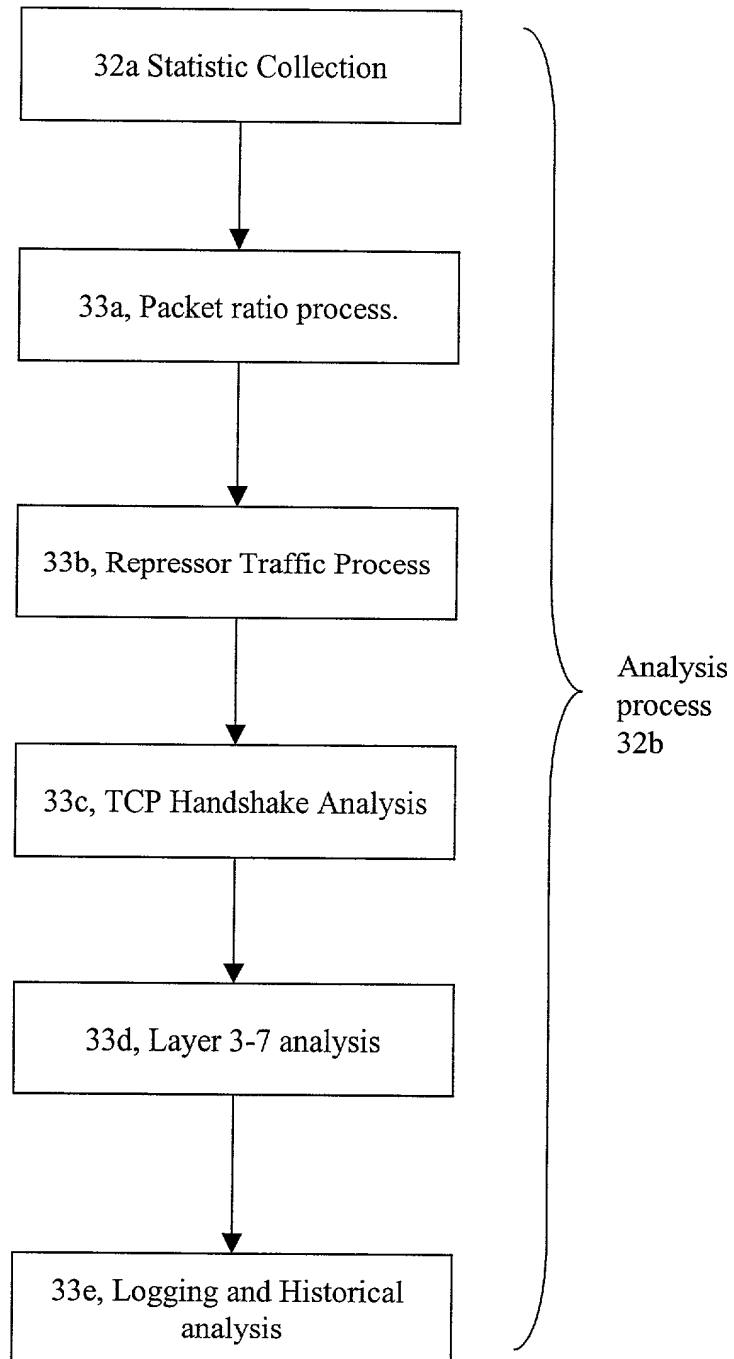 32a Statistic Collection
33a, Packet ratio process.
33b, Repressor Traffic Process
33c, TCP Handshake Analysis
33d, Layer 3-7 analysis
33e, Logging and Historical
analysis
Analysis
process
32b